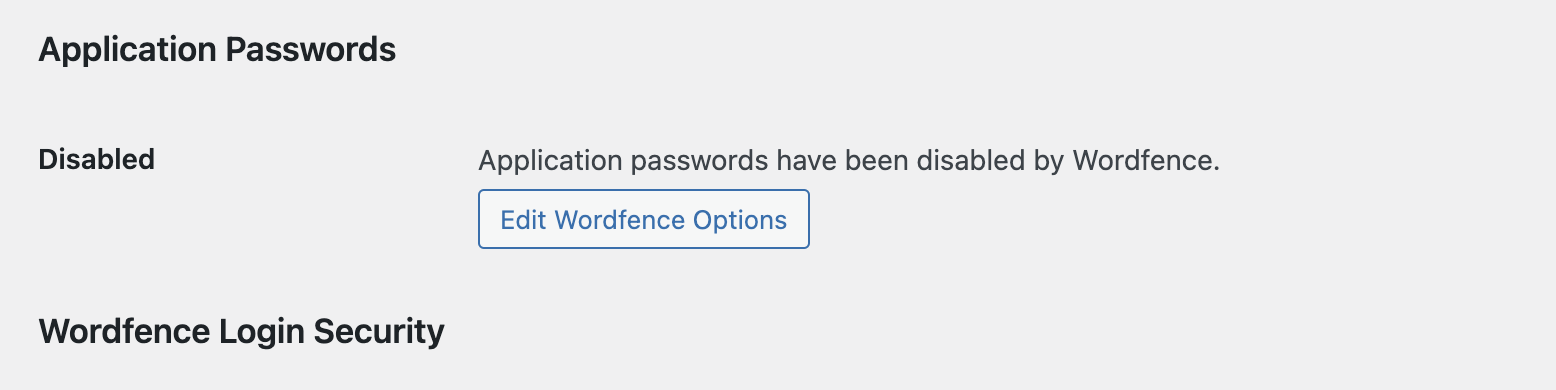 Application Passwords
Disabled
Application passwords have been disabled by Wordfence.
Edit Wordfence Options
Wordfence Login Security